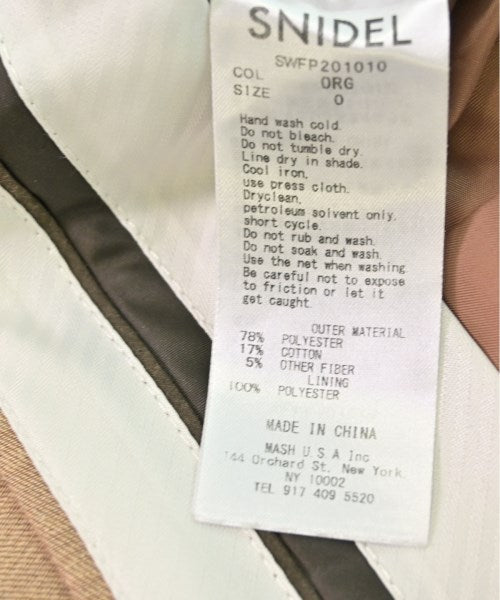 SNIDEL
SWFP201010
COL ORG
SIZE 0
Hand wash cold.
Do not bleach.
Do not tumble dry.
Line dry in shade.
Cool iron.
use press cloth.
Dryclean.
petroleum solvent only.
short cycle.
Do not rub and wash.
Do not soak and wash.
Use the net when washing
Be careful not to expose
to friction or let it
get caught.
OUTER MATERIAL
78% POLYESTER
17% COTTON
5% OTHER FIBER
LINING
100% POLYESTER
MADE IN CHINA
MASH U S A Inc
144 Orchard St, New York.
NY 10002
TEL 917 409 5520